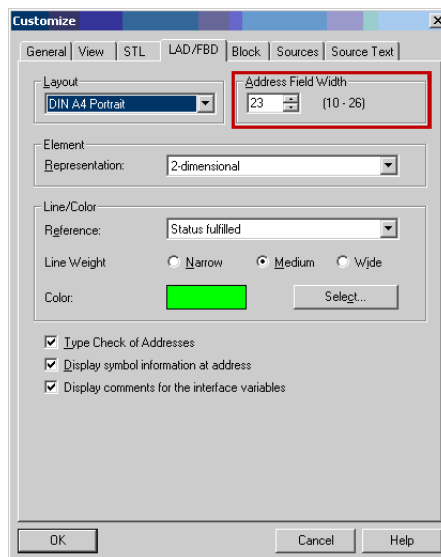 Customize
General View STL LAD/FBD Block Sources Source Text
Layout
DIN A4 Portrait
Address Field Width
23 (10 - 26)
Element
Representation: 2-dimensional
Line/Color
Reference: Status fulfilled
Line Weight Narrow Medium Wide
Color: Select...
Type Check of Addresses
Display symbol information at address
Display comments for the interface variables
OK Cancel Help